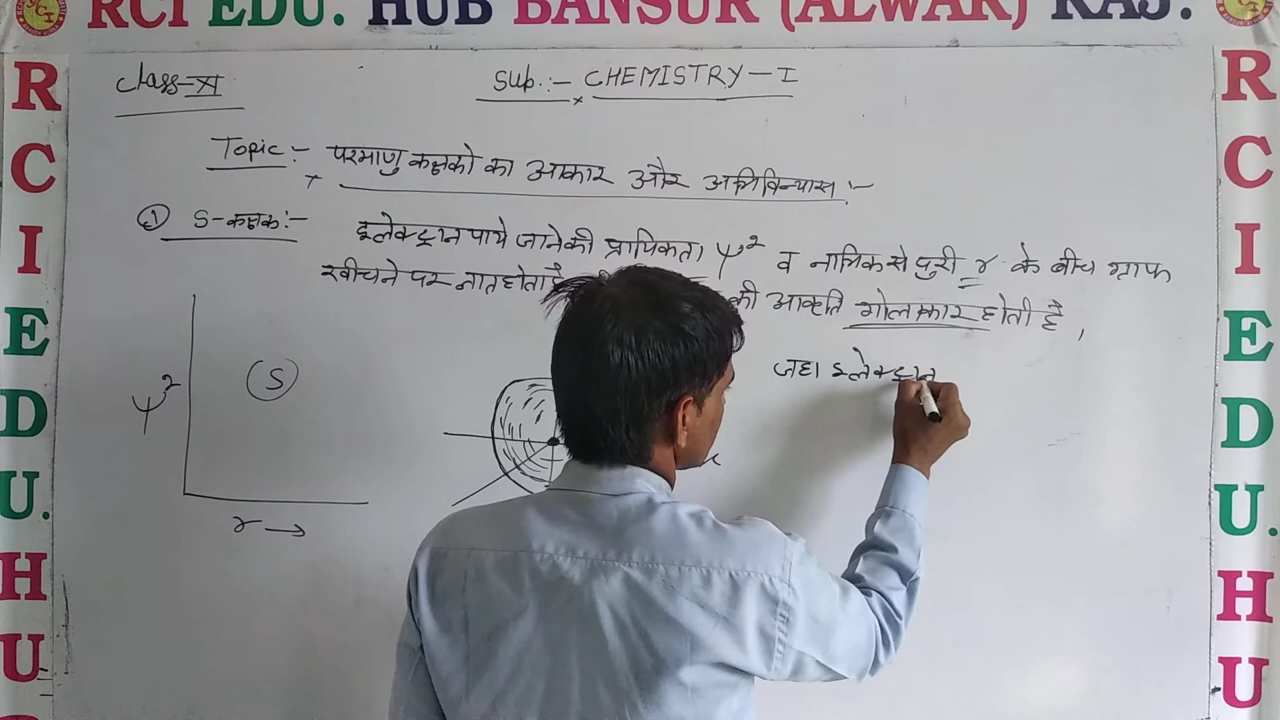 RCI EDU. HUB BANSUR (ALWAR) RAJ.
R
C
I
E
D
U.
H
U
Class-XI
Sub.:- CHEMISTRY-I
Topic:- परमाणु कक्षको का आकार और अभिविन्यास :-
① S-कक्षक:- इलेक्ट्रान पाये जाने की प्रायिकता ψ² व नाभिक से दुरी r के बीच ग्राफ
खीचने पर ज्ञात होता है की आकृति गोलाकार होती है,
जहा इलेक्ट्रान
ψ²
S
r →
R
C
I
E
D
U.
H
U